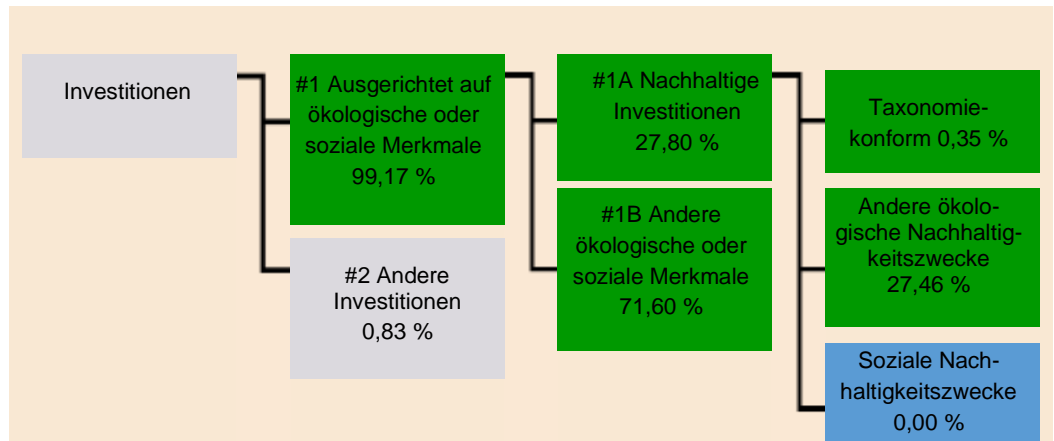 Investitionen
#1 Ausgerichtet auf
ökologische oder
soziale Merkmale
99,17 %
#2 Andere
Investitionen
0,83 %
#1A Nachhaltige
Investitionen
27,80 %
#1B Andere
ökologische oder
soziale Merkmale
71,60 %
Taxonomie-
konform 0,35 %
Andere ökolo-
gische Nachhaltig-
keitszwecke
27,46 %
Soziale Nach-
haltigkeitszwecke
0,00 %